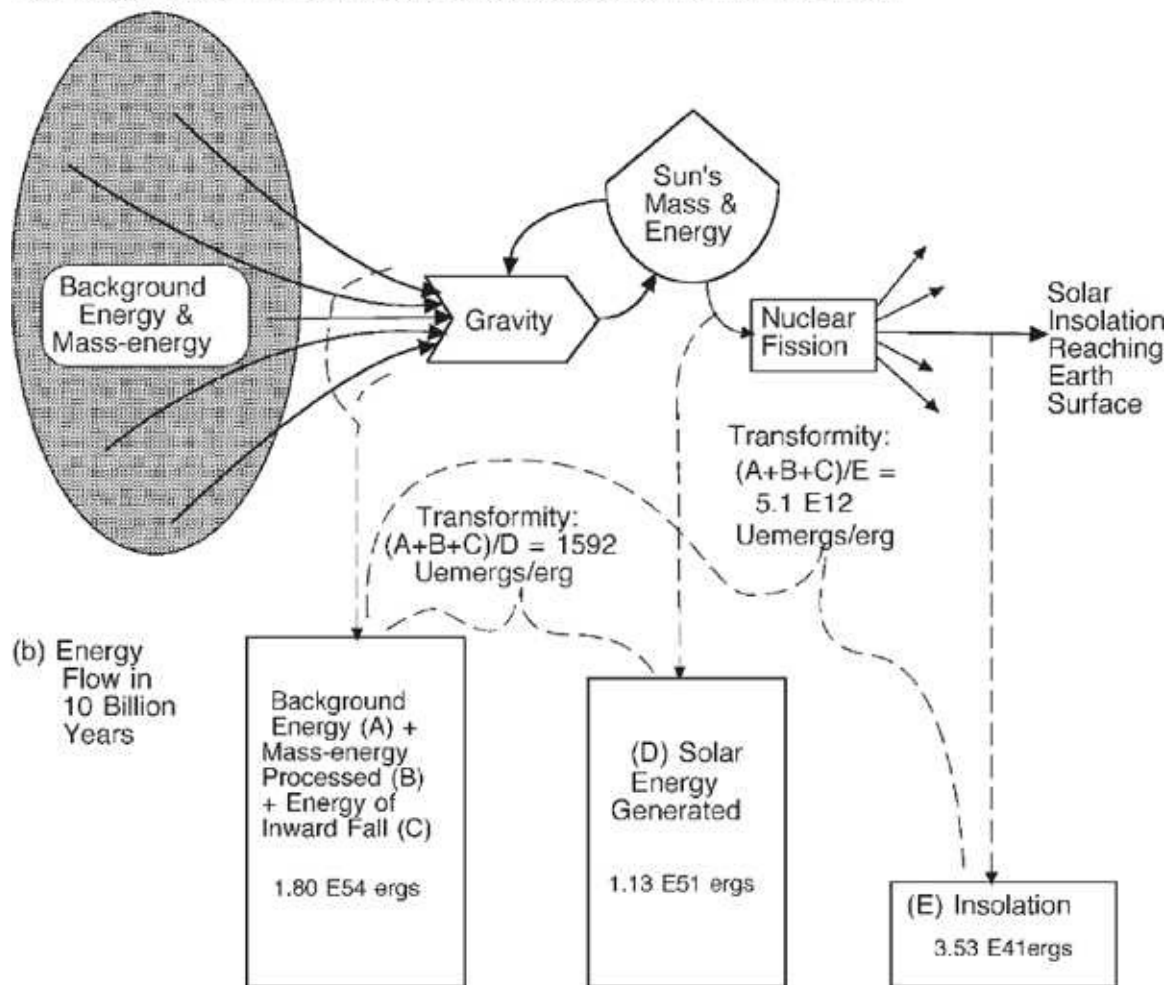 Sun's
Mass &
Energy
Background
Energy &
Mass-energy
Gravity
Nuclear
Fission
Solar
Insolation
Reaching
Earth
Surface
Transformity:
(A+B+C)/E =
5.1 E12
Uemergs/erg
Transformity:
(A+B+C)/D = 1592
Uemergs/erg
(b) Energy
Flow in
10 Billion
Years
Background
Energy (A) +
Mass-energy
Processed (B)
+ Energy of
Inward Fall (C)
1.80 E54 ergs
(D) Solar
Energy
Generated
1.13 E51 ergs
(E) Insolation
3.53 E41ergs